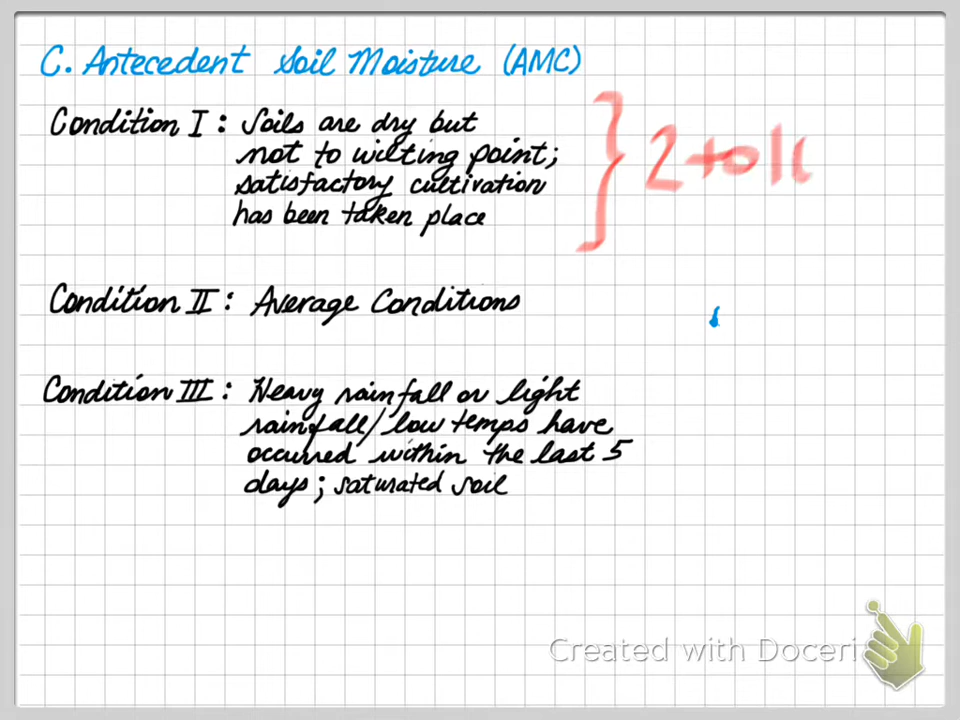 C. Antecedent Soil Moisture (AMC)
Condition I: Soils are dry but
not to wilting point;
satisfactory cultivation
has been taken place
2 to
Condition II: Average Conditions
Condition III: Heavy rainfall or light
rainfall/low temps have
occurred within the last 5
days; saturated soil
Created with Doceri